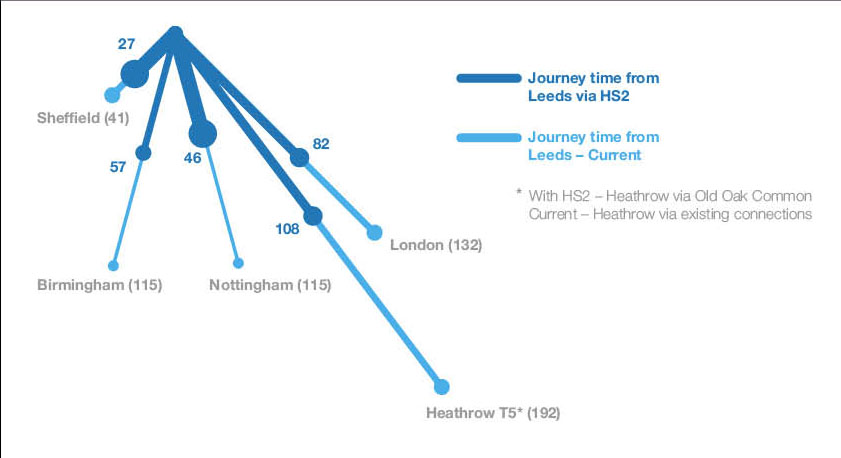 27
Sheffield (41)
57
46
82
108
Birmingham (115)
Nottingham (115)
London (132)
Heathrow T5* (192)
Journey time from
Leeds via HS2
Journey time from
Leeds – Current
* With HS2 – Heathrow via Old Oak Common
Current – Heathrow via existing connections